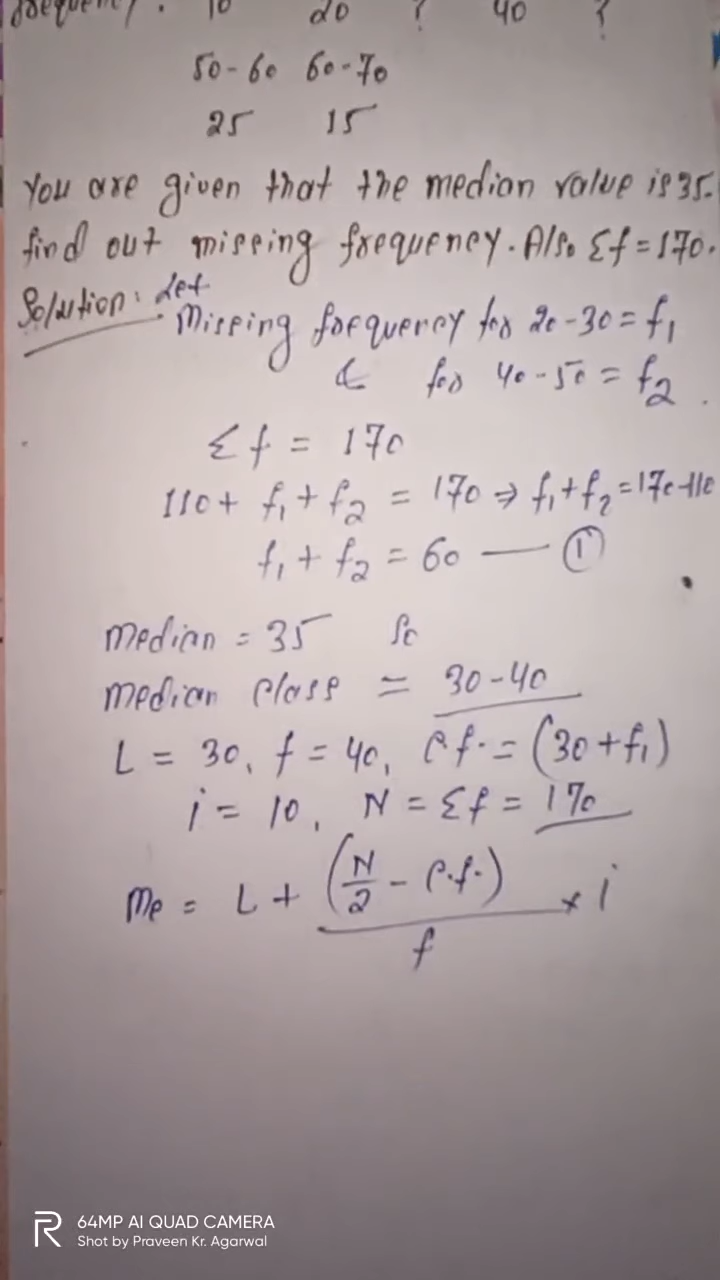 frequency : 10 20 ? 40 ?
50-60 60-70
25 15
You are given that the median value is 35.
find out missing frequency. Also Σf = 170.
Solution: Let
Missing frequency for 20-30 = f₁
& for 40-50 = f₂
Σf = 170
110 + f₁ + f₂ = 170 ⇒ f₁ + f₂ = 170-110
f₁ + f₂ = 60 — ①
Median = 35 So
Median class = 30-40
L = 30, f = 40, c.f. = (30 + f₁)
i = 10, N = Σf = 170
Me = L + (N/2 - c.f.)/f × i
64MP AI QUAD CAMERA
Shot by Praveen Kr. Agarwal